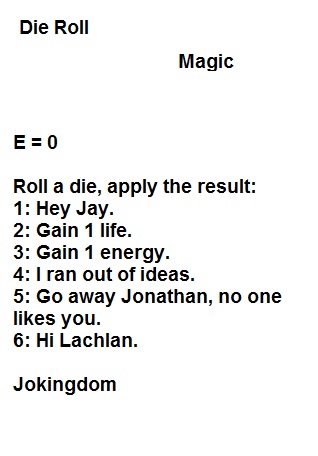 Die Roll
Magic
E = 0
Roll a die, apply the result:
1: Hey Jay.
2: Gain 1 life.
3: Gain 1 energy.
4: I ran out of ideas.
5: Go away Jonathan, no one
likes you.
6: Hi Lachlan.
Jokingdom